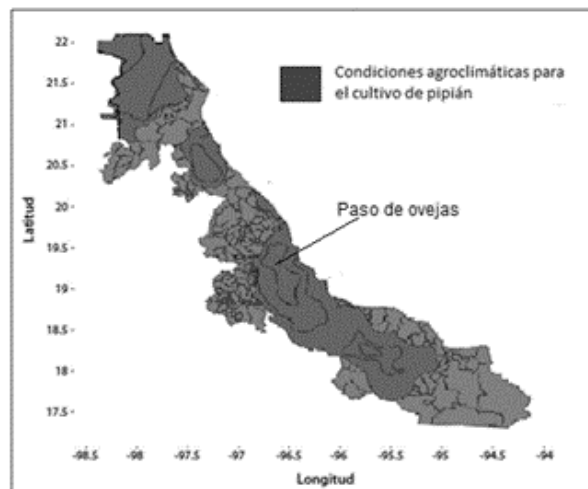 Condiciones agroclimáticas para
el cultivo de pipián
Paso de ovejas
Latitud
22
21.5
21
20.5
20
19.5
19
18.5
18
17.5
-98.5 -98 -97.5 -97 -96.5 -96 -95.5 -95 -94.5 -94
Longitud